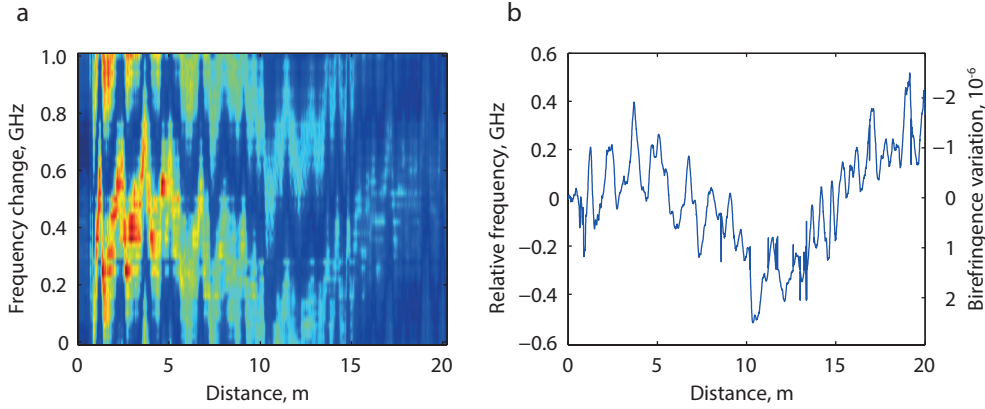 a
1.0
0.8
0.6
0.4
0.2
0
Frequency change, GHz
0 5 10 15 20
Distance, m
b
0.6
0.4
0.2
0
−0.2
−0.4
−0.6
Relative frequency, GHz
0 5 10 15 20
Distance, m
−2
−1
0
1
2
Birefringence variation, 10⁻⁶